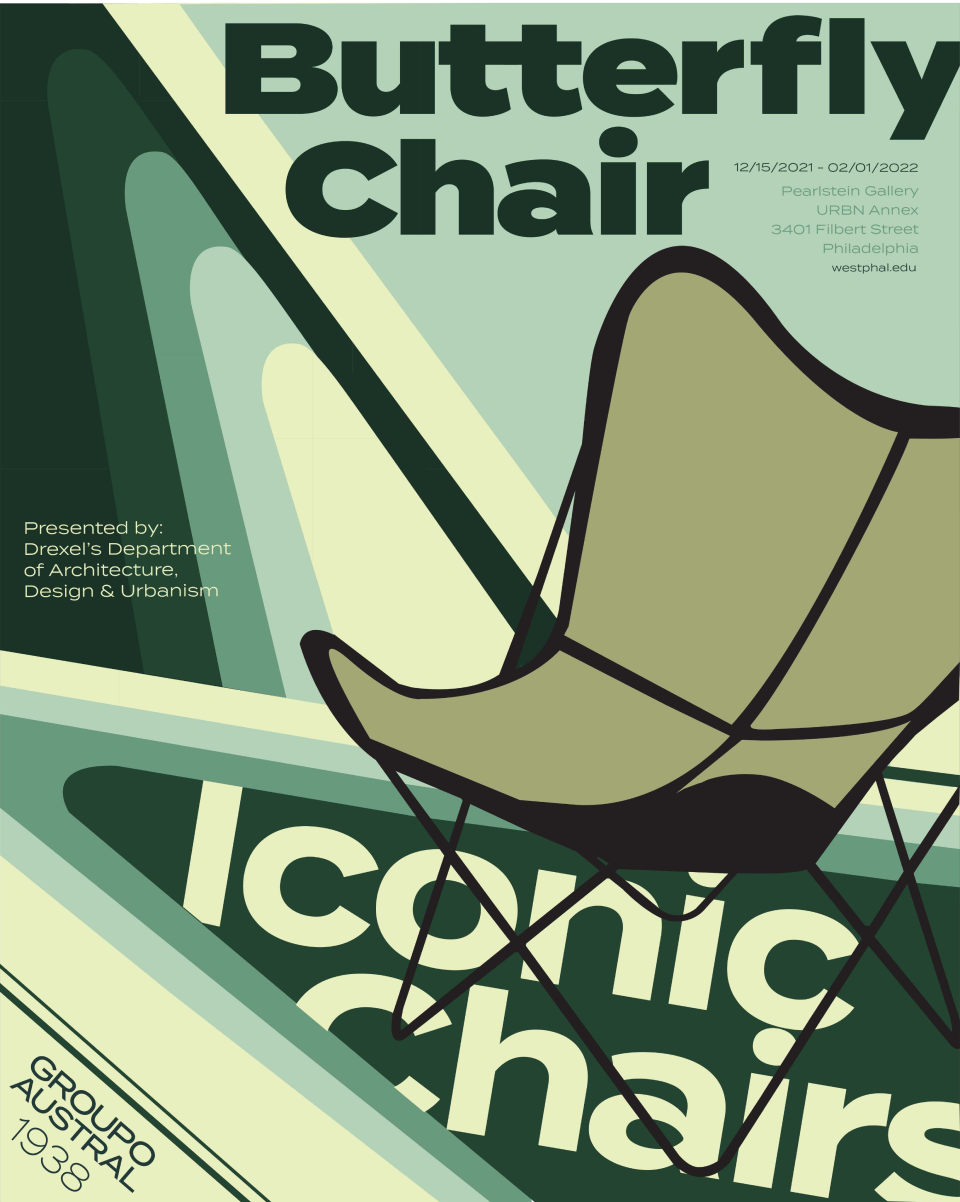 Butterfly
Chair
12/15/2021 - 02/01/2022
Pearlstein Gallery
URBN Annex
3401 Filbert Street
Philadelphia
westphal.edu
Presented by:
Drexel's Department
of Architecture,
Design & Urbanism
Iconic
Chairs
GROUPO
AUSTRAL
1938